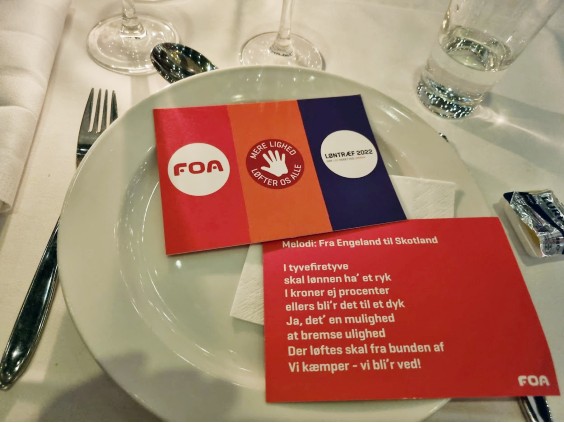 FOA
MERE LIGHED
LØFTER OS ALLE
LØNTRÆF 2022
Melodi: Fra Engeland til Skotland
I tyvefiretyve
skal lønnen ha' et ryk
I kroner ej procenter
ellers bli'r det til et dyk
Ja, det' en mulighed
at bremse ulighed
Der løftes skal fra bunden af
Vi kæmper - vi bli'r ved!
FOA